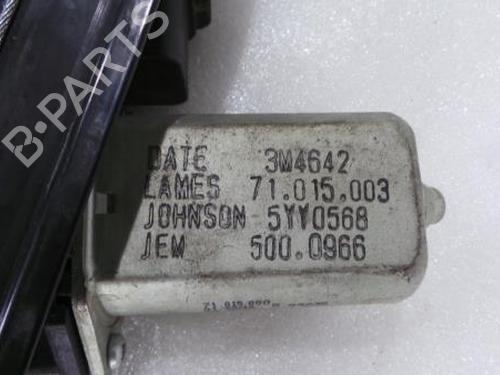 B-PARTS
DATE 3M4642
LAMES 71.015.003
JOHNSON 5YV0568
JEM 500.0966